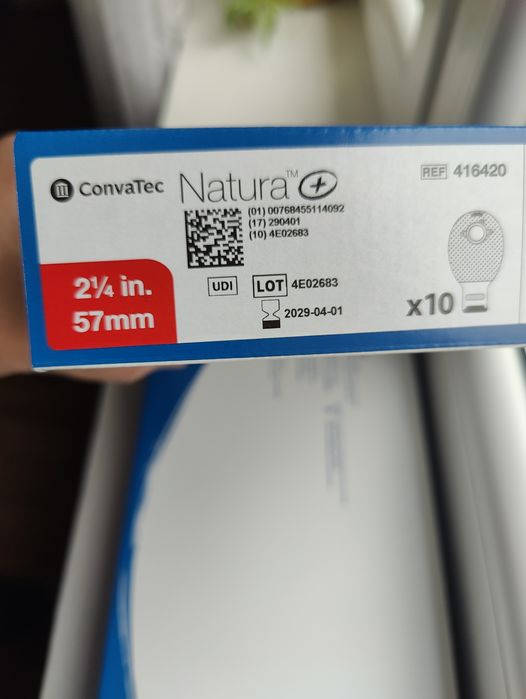 ConvaTec Natura™ +
REF 416420
(01) 00768455114092
(17) 290401
(10) 4E02683
UDI LOT 4E02683
2029-04-01
2¼ in.
57mm
x10